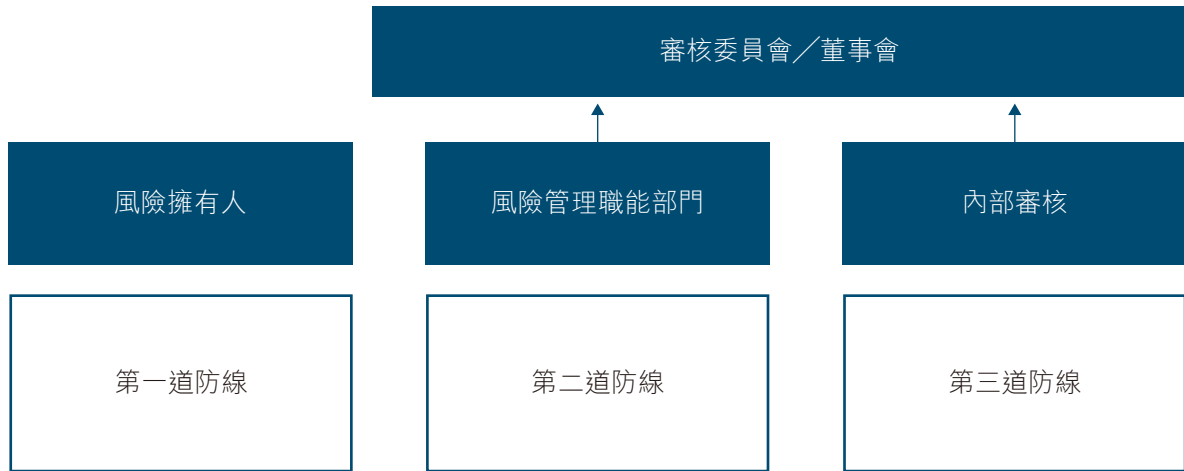 審核委員會／董事會
風險擁有人
風險管理職能部門
內部審核
第一道防線
第二道防線
第三道防線